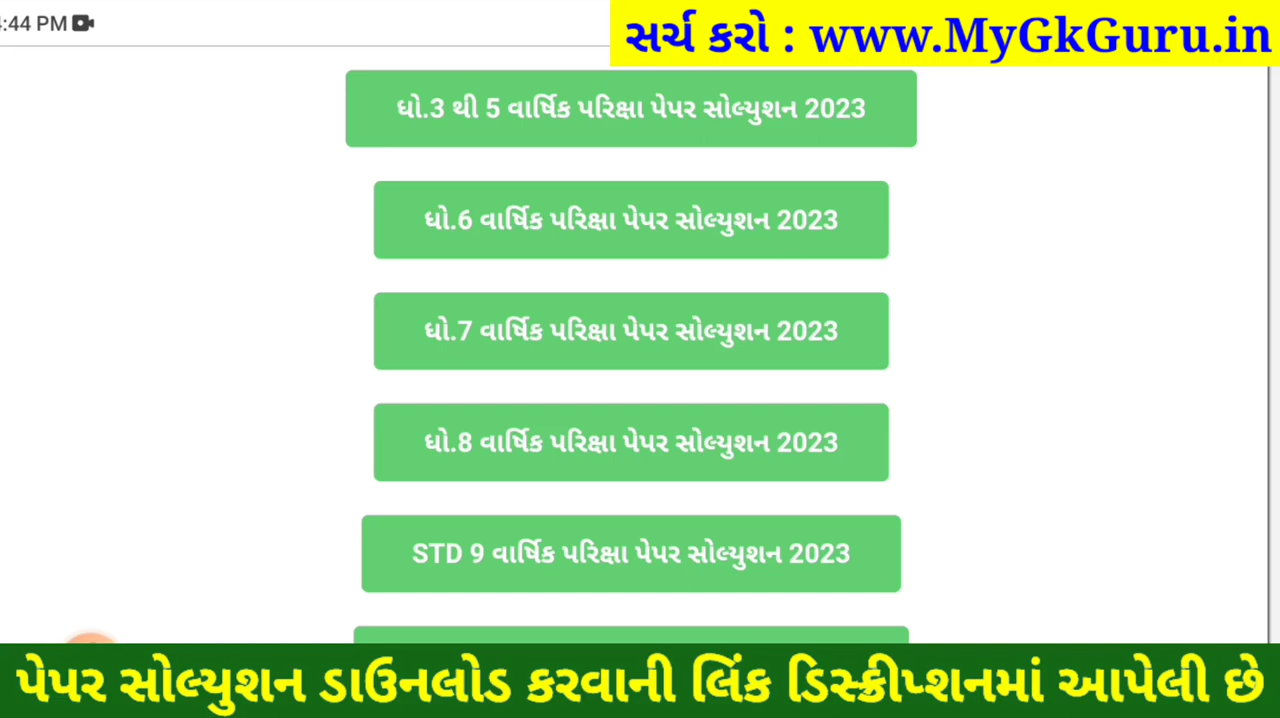 :44 PM
સર્ચ કરો : www.MyGkGuru.in
ધો.3 થી 5 વાર્ષિક પરિક્ષા પેપર સોલ્યુશન 2023
ધો.6 વાર્ષિક પરિક્ષા પેપર સોલ્યુશન 2023
ધો.7 વાર્ષિક પરિક્ષા પેપર સોલ્યુશન 2023
ધો.8 વાર્ષિક પરિક્ષા પેપર સોલ્યુશન 2023
STD 9 વાર્ષિક પરિક્ષા પેપર સોલ્યુશન 2023
પેપર સોલ્યુશન ડાઉનલોડ કરવાની લિંક ડિસ્ક્રીપ્શનમાં આપેલી છે